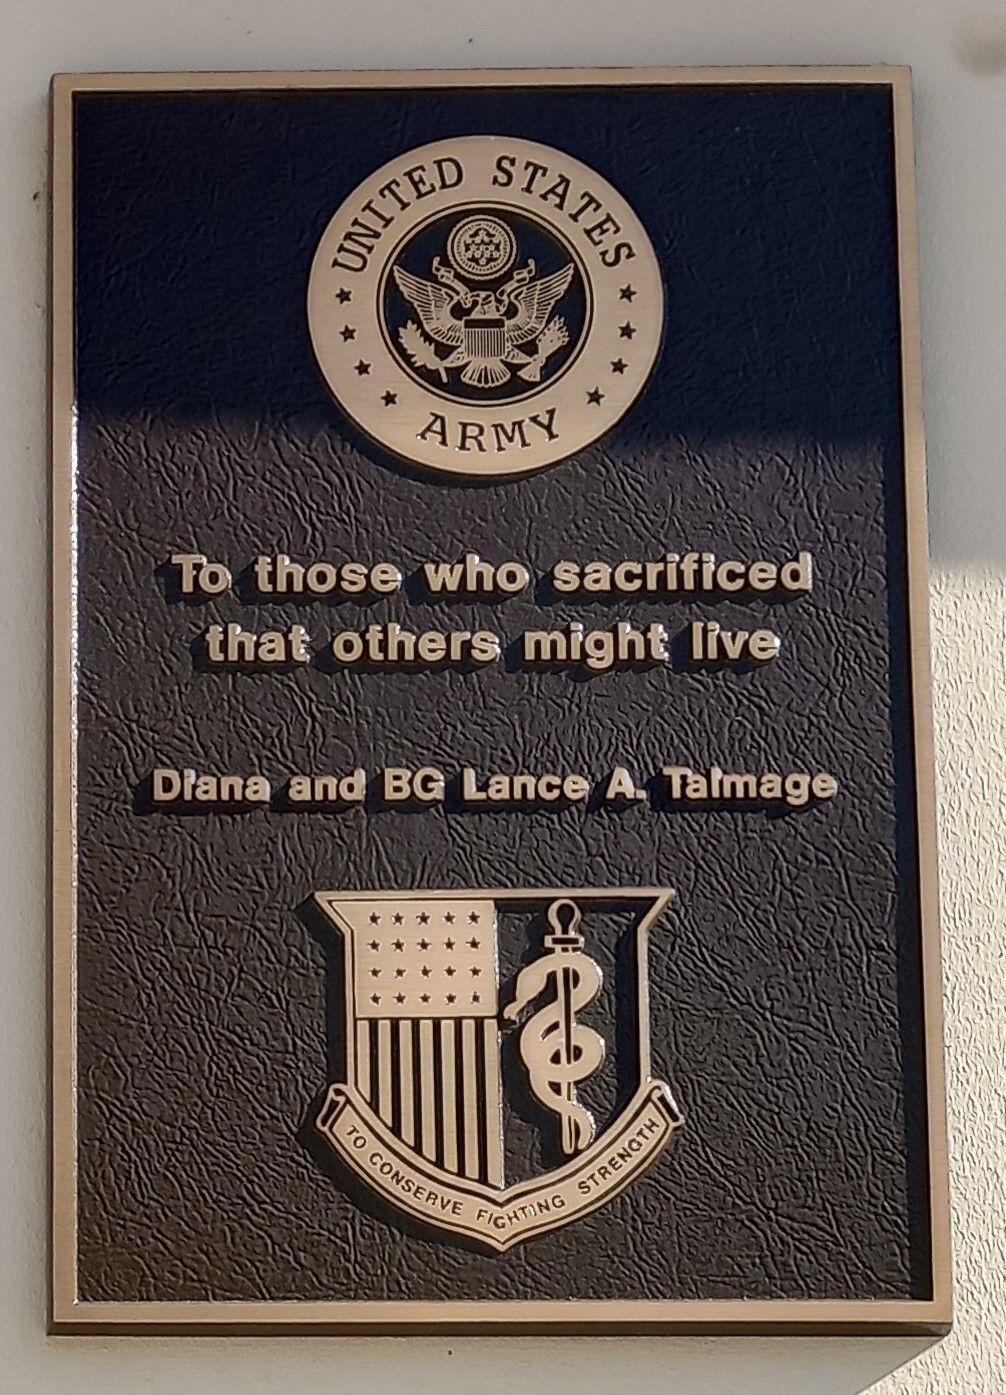 UNITED STATES
ARMY
To those who sacrificed
that others might live
Diana and BG Lance A. Talmage
TO CONSERVE FIGHTING STRENGTH